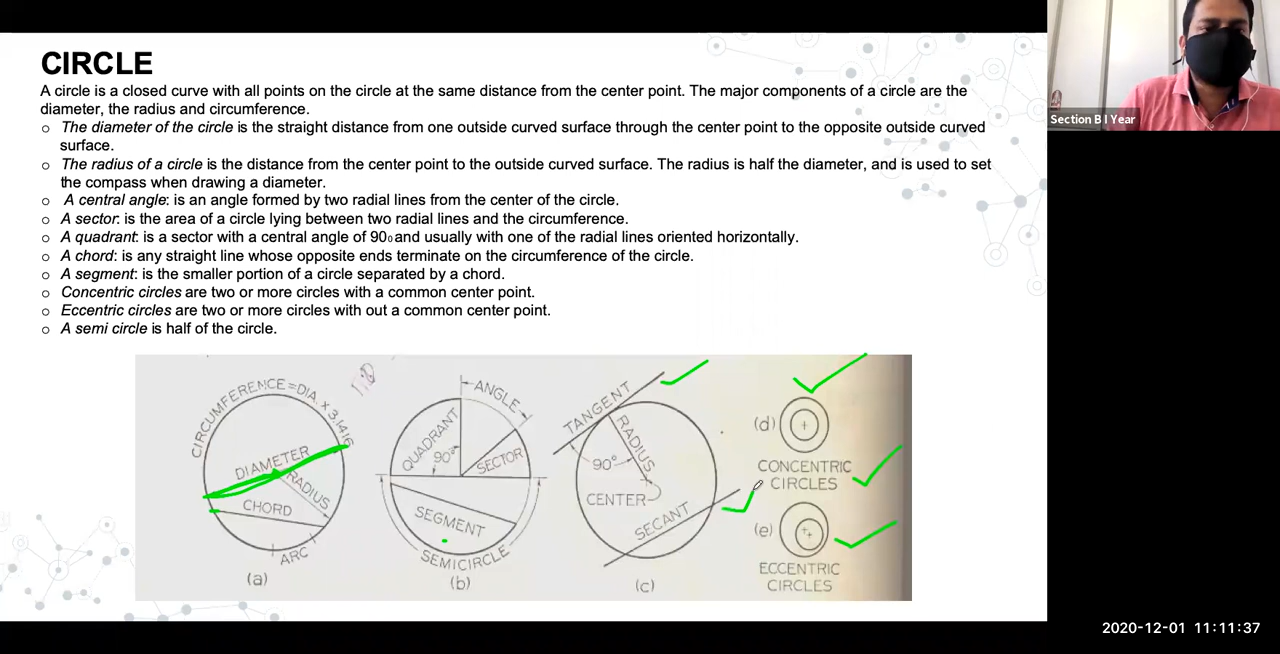 CIRCLE
A circle is a closed curve with all points on the circle at the same distance from the center point. The major components of a circle are the
diameter, the radius and circumference.
○ The diameter of the circle is the straight distance from one outside curved surface through the center point to the opposite outside curved
surface.
○ The radius of a circle is the distance from the center point to the outside curved surface. The radius is half the diameter, and is used to set
the compass when drawing a diameter.
○ A central angle: is an angle formed by two radial lines from the center of the circle.
○ A sector: is the area of a circle lying between two radial lines and the circumference.
○ A quadrant: is a sector with a central angle of 90₀ and usually with one of the radial lines oriented horizontally.
○ A chord: is any straight line whose opposite ends terminate on the circumference of the circle.
○ A segment: is the smaller portion of a circle separated by a chord.
○ Concentric circles are two or more circles with a common center point.
○ Eccentric circles are two or more circles with out a common center point.
○ A semi circle is half of the circle.
CIRCUMFERENCE=DIA. x 3.1416
DIAMETER
RADIUS
CHORD
ARC
(a)
ANGLE
QUADRANT
90°
SECTOR
SEGMENT
SEMICIRCLE
(b)
TANGENT
RADIUS
90°
CENTER
SECANT
(c)
(d)
CONCENTRIC
CIRCLES
(e)
ECCENTRIC
CIRCLES
Section B I Year
2020-12-01 11:11:37